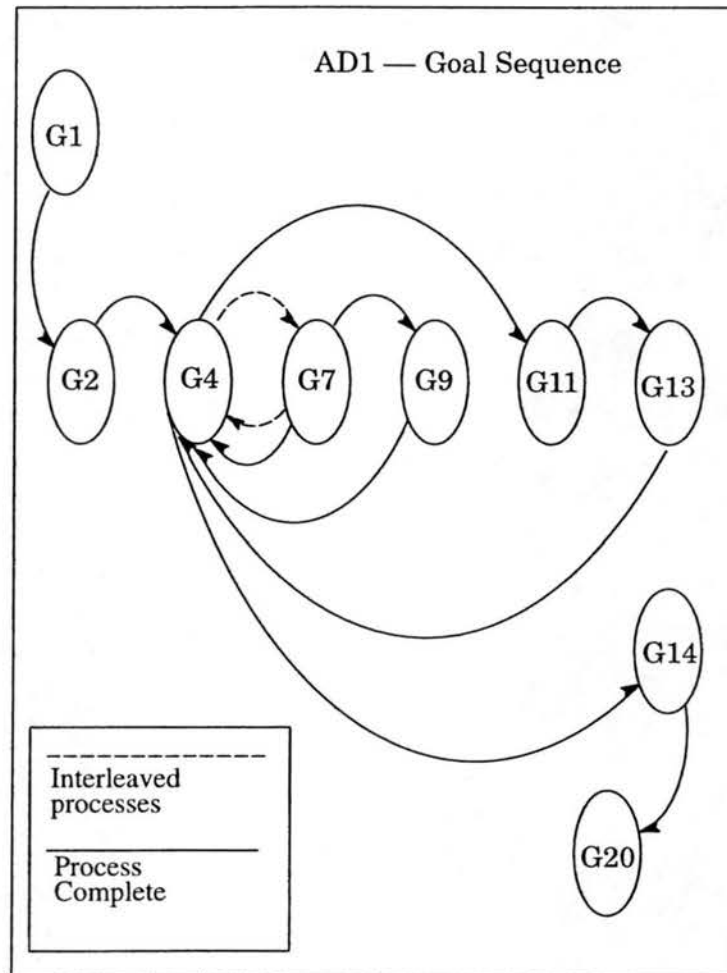 AD1 — Goal Sequence
G1
G2
G4
G7
G9
G11
G13
G14
G20
Interleaved
processes
Process
Complete